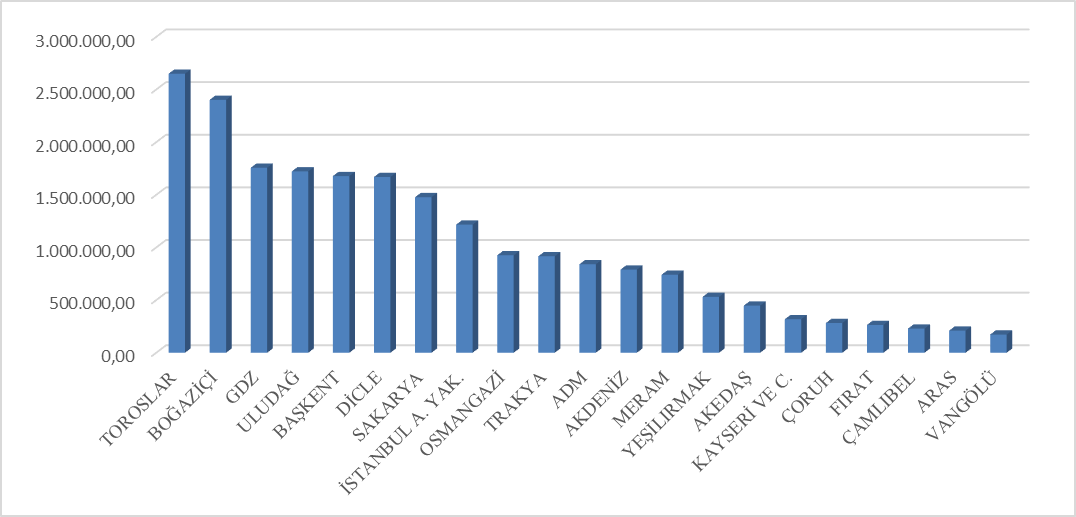 3.000.000,00
2.500.000,00
2.000.000,00
1.500.000,00
1.000.000,00
500.000,00
0,00
TOROSLAR
BOĞAZİÇİ
GDZ
ULUDAĞ
BAŞKENT
DİCLE
SAKARYA
İSTANBUL A. YAK.
OSMANGAZİ
TRAKYA
ADM
AKDENİZ
MERAM
YEŞİLIRMAK
AKEDAŞ
KAYSERİ VE C.
ÇORUH
FIRAT
ÇAMLIBEL
ARAS
VANGÖLÜ